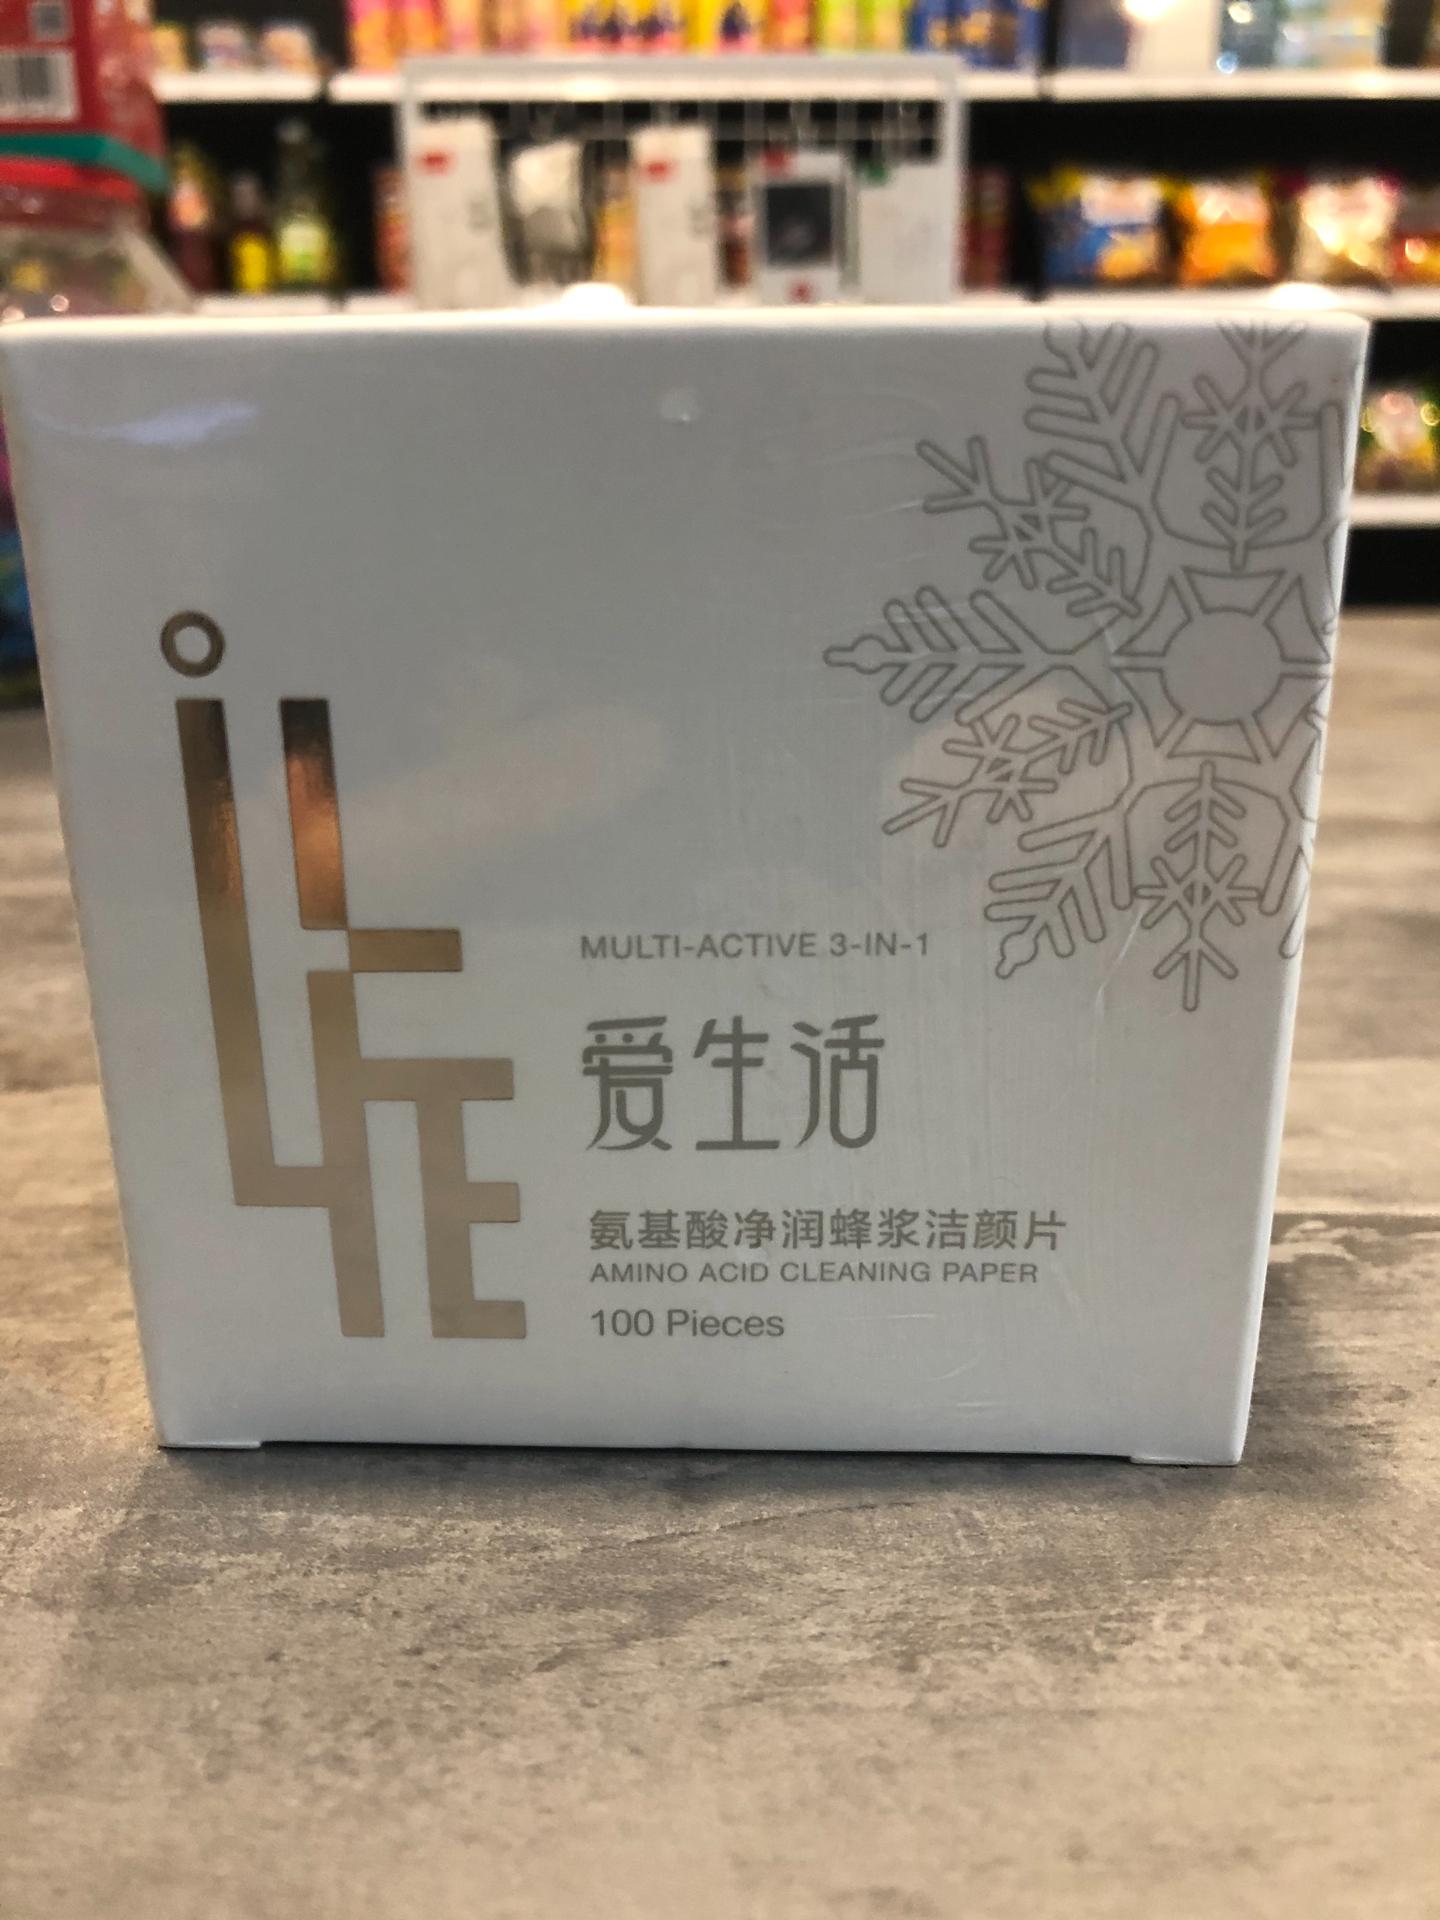 iLiFE
MULTI-ACTIVE 3-IN-1
爱生活
氨基酸净润蜂浆洁颜片
AMINO ACID CLEANING PAPER
100 Pieces